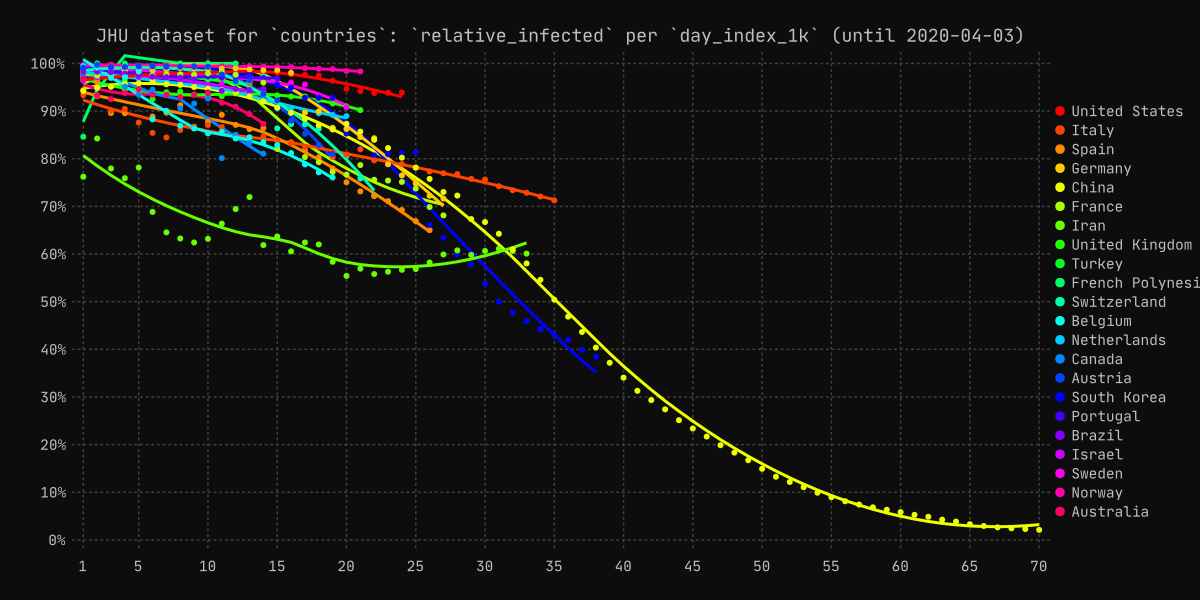 JHU dataset for `countries`: `relative_infected` per `day_index_1k` (until 2020-04-03)
100%
90%
80%
70%
60%
50%
40%
30%
20%
10%
0%
1 5 10 15 20 25 30 35 40 45 50 55 60 65 70
United States
Italy
Spain
Germany
China
France
Iran
United Kingdom
Turkey
French Polynesi
Switzerland
Belgium
Netherlands
Canada
Austria
South Korea
Portugal
Brazil
Israel
Sweden
Norway
Australia